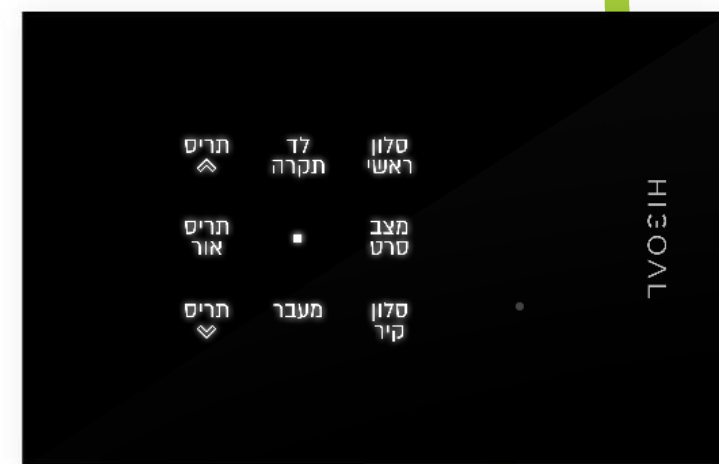 סלון
ראשי
לד
תקרה
תריס
מצב
סרט
תריס
אור
סלון
קיר
מעבר
תריס
HIGOAL